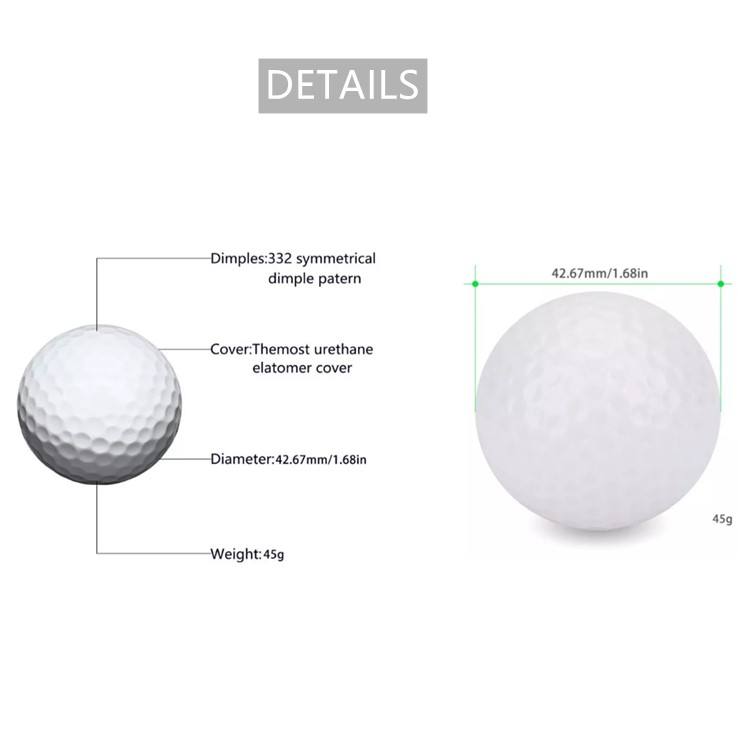 DETAILS
Dimples:332 symmetrical
dimple patern
Cover:Themost urethane
elatomer cover
Diameter:42.67mm/1.68in
Weight:45g
42.67mm/1.68in
45g